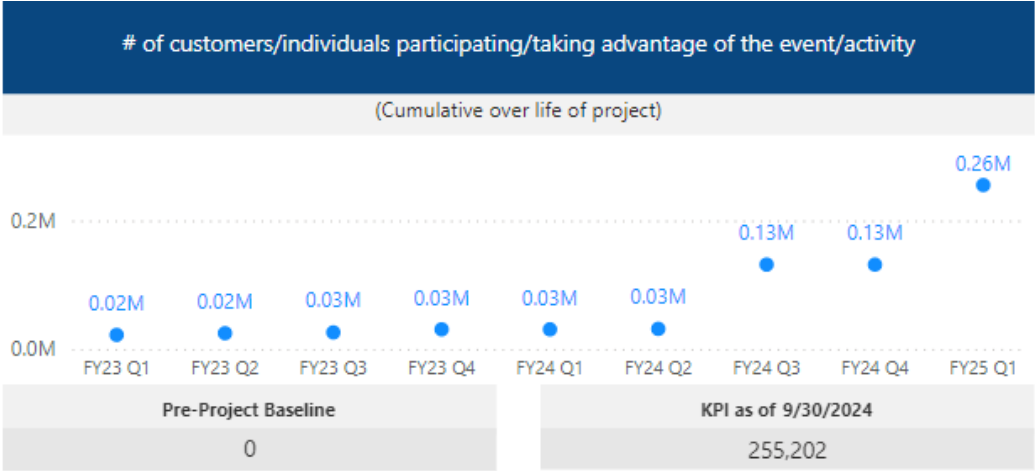 # of customers/individuals participating/taking advantage of the event/activity
(Cumulative over life of project)
0.26M
0.2M
0.13M 0.13M
0.02M 0.02M 0.03M 0.03M 0.03M 0.03M
0.0M
FY23 Q1 FY23 Q2 FY23 Q3 FY23 Q4 FY24 Q1 FY24 Q2 FY24 Q3 FY24 Q4 FY25 Q1
Pre-Project Baseline KPI as of 9/30/2024
0 255,202